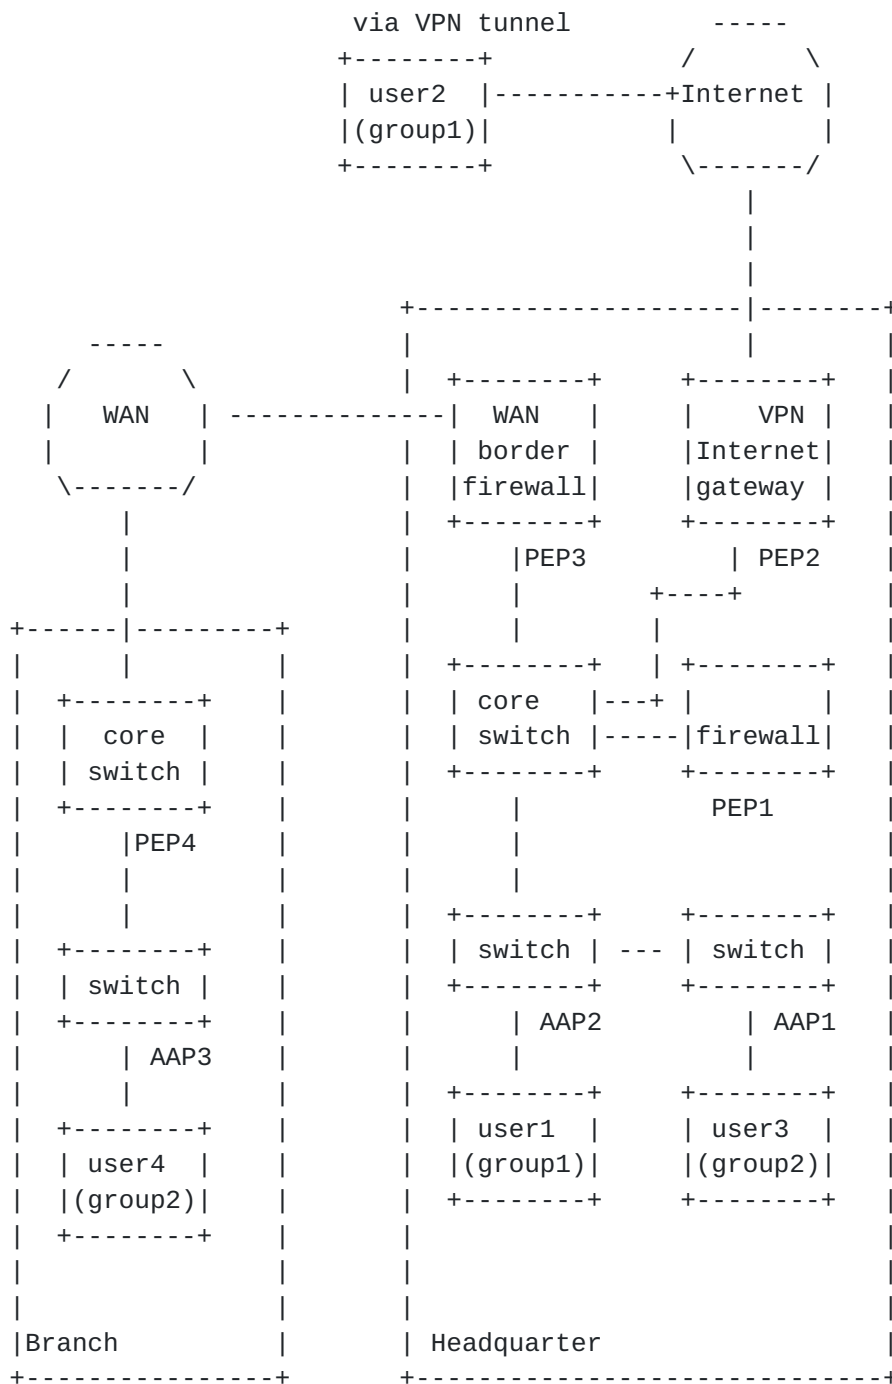 via VPN tunnel
user2 Internet
(group1)
WAN WAN VPN
border Internet
firewall gateway
PEP3 PEP2
core
core switch firewall
switch
PEP1
PEP4
switch switch
switch
AAP2 AAP1
AAP3
user1 user3
user4 (group1) (group2)
(group2)
Branch Headquarter